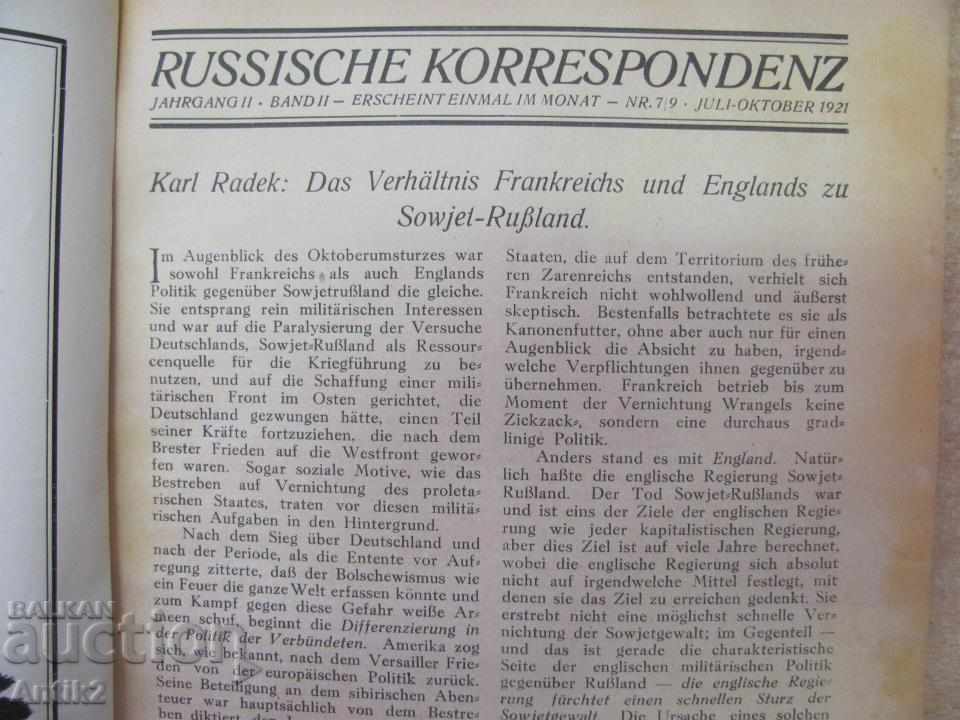 RUSSISCHE KORRESPONDENZ
JAHRGANG II • BAND II — ERSCHEINT EINMAL IM MONAT — NR. 7/9 • JULI-OKTOBER 1921
Karl Radek: Das Verhältnis Frankreichs und Englands zu
Sowjet-Rußland.
Im Augenblick des Oktoberumsturzes war
sowohl Frankreichs als auch Englands
Politik gegenüber Sowjetrußland die gleiche.
Sie entsprang rein militärischen Interessen
und war auf die Paralysierung der Versuche
Deutschlands, Sowjet-Rußland als Ressour-
cenquelle für die Kriegführung zu be-
nutzen, und auf die Schaffung einer mili-
tärischen Front im Osten gerichtet, die
Deutschland gezwungen hätte, einen Teil
seiner Kräfte fortzuziehen, die nach dem
Brester Frieden auf die Westfront gewor-
fen waren. Sogar soziale Motive, wie das
Bestreben auf Vernichtung des proleta-
rischen Staates, traten vor diesen militä-
rischen Aufgaben in den Hintergrund.
Nach dem Sieg über Deutschland und
nach der Periode, als die Entente vor Auf-
regung zitterte, daß der Bolschewismus wie
ein Feuer die ganze Welt erfassen könnte und
zum Kampf gegen diese Gefahr weiße Ar-
meen schuf, beginnt die Differenzierung in
der Politik der Verbündeten. Amerika zog
sich, wie bekannt, nach dem Versailler Frie-
den von der europäischen Politik zurück.
Seine Beteiligung an dem sibirischen Aben-
teuer war hauptsächlich von dem Bestre-
ben diktiert, den
Staaten, die auf dem Territorium des frühe-
ren Zarenreichs entstanden, verhielt sich
Frankreich nicht wohlwollend und äußerst
skeptisch. Bestenfalls betrachtete es sie als
Kanonenfutter, ohne aber auch nur für einen
Augenblick die Absicht zu haben, irgend-
welche Verpflichtungen ihnen gegenüber zu
übernehmen. Frankreich betrieb bis zum
Moment der Vernichtung Wrangels keine
Zickzack-, sondern eine durchaus grad-
linige Politik.
Anders stand es mit England. Natür-
lich haßte die englische Regierung Sowjet-
Rußland. Der Tod Sowjet-Rußlands war
und ist eins der Ziele der englischen Regie-
rung wie jeder kapitalistischen Regierung,
aber dies Ziel ist auf viele Jahre berechnet,
wobei die englische Regierung sich absolut
nicht auf irgendwelche Mittel festlegt, mit
denen sie das Ziel zu erreichen gedenkt. Sie
erstrebt nicht eine möglichst schnelle Ver-
nichtung der Sowjetgewalt; im Gegenteil —
und das ist gerade die charakteristische
Seite der englischen militärischen Politik
gegenüber Rußland — die englische Regie-
rung fürchtet einen schnellen Sturz der
Sowjetgewalt. Die Ursache eines solchen
BALKAN
auction
Antik2